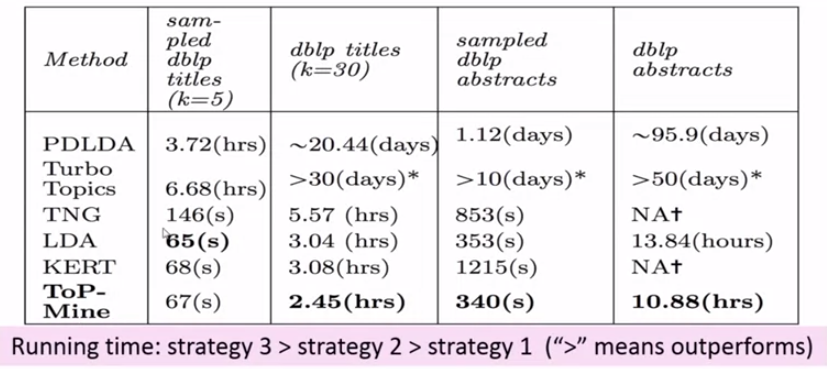 Method sam-pled dblp titles (k=5) dblp titles (k=30) sampled dblp abstracts dblp abstracts
PDLDA 3.72(hrs) ~20.44(days) 1.12(days) ~95.9(days)
Turbo Topics 6.68(hrs) >30(days)* >10(days)* >50(days)*
TNG 146(s) 5.57 (hrs) 853(s) NA†
LDA 65(s) 3.04 (hrs) 353(s) 13.84(hours)
KERT 68(s) 3.08(hrs) 1215(s) NA†
ToP-Mine 67(s) 2.45(hrs) 340(s) 10.88(hrs)
Running time: strategy 3 > strategy 2 > strategy 1 (“>” means outperforms)